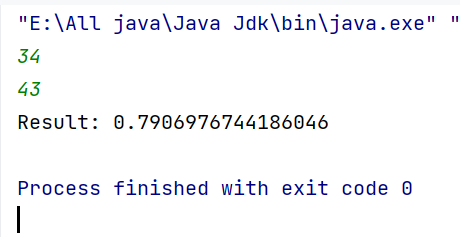 "E:\All java\Java Jdk\bin\java.exe" "
34
43
Result: 0.7906976744186046
Process finished with exit code 0